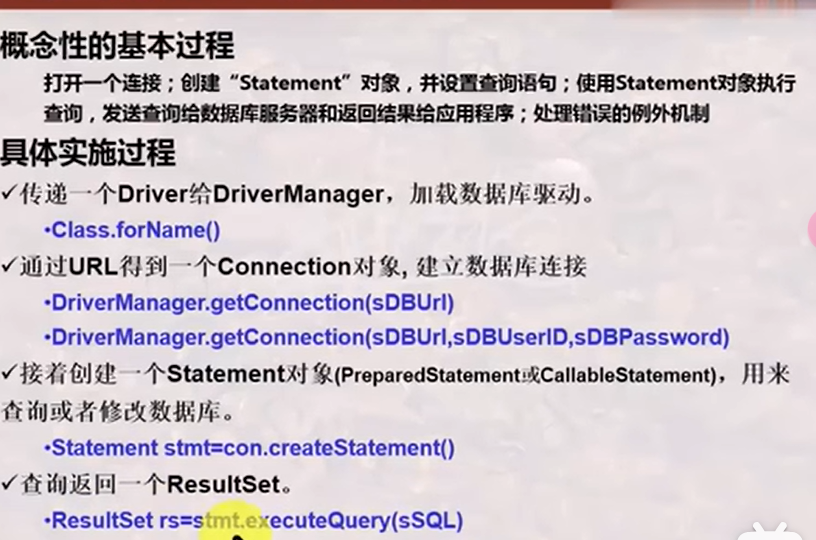 概念性的基本过程
打开一个连接；创建“Statement”对象，并设置查询语句；使用Statement对象执行
查询，发送查询给数据库服务器和返回结果给应用程序；处理错误的例外机制
具体实施过程
✓传递一个Driver给DriverManager，加载数据库驱动。
•Class.forName()
✓通过URL得到一个Connection对象, 建立数据库连接
•DriverManager.getConnection(sDBUrl)
•DriverManager.getConnection(sDBUrl,sDBUserID,sDBPassword)
✓接着创建一个Statement对象(PreparedStatement或CallableStatement)，用来
查询或者修改数据库。
•Statement stmt=con.createStatement()
✓查询返回一个ResultSet。
•ResultSet rs=stmt.executeQuery(sSQL)